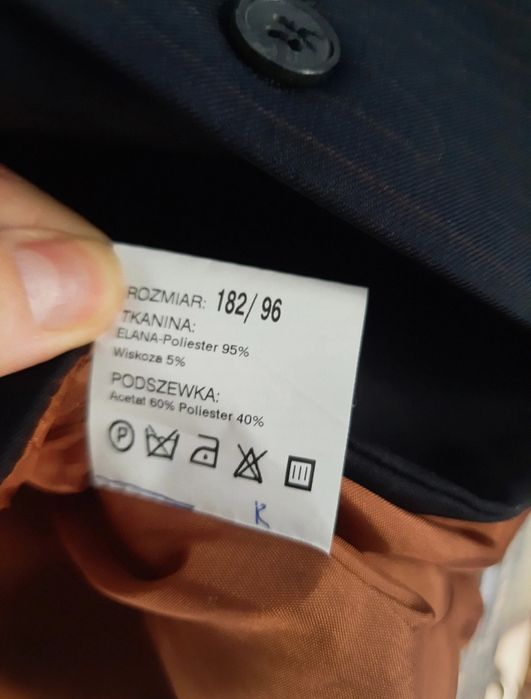 ROZMIAR: 182/96
TKANINA:
ELANA-Poliester 95%
Wiskoza 5%
PODSZEWKA:
Acetat 60% Poliester 40%
P
K